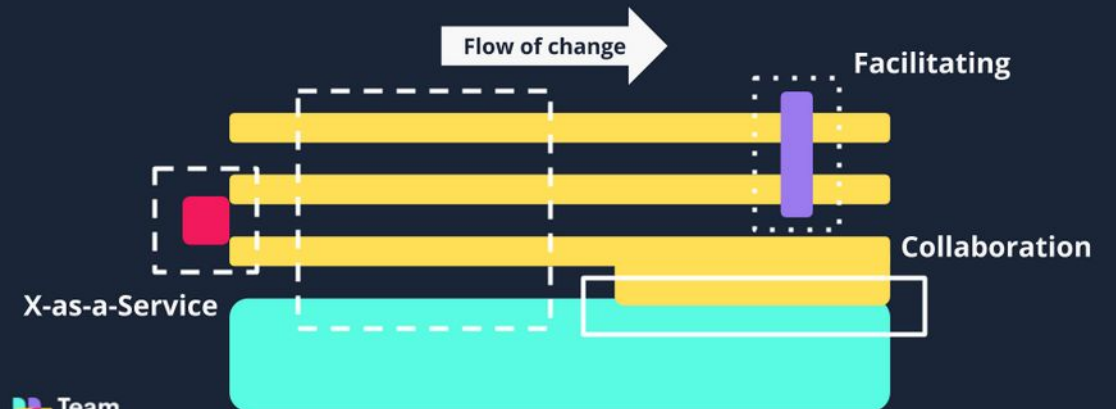 Flow of change
Facilitating
Collaboration
X-as-a-Service
Team